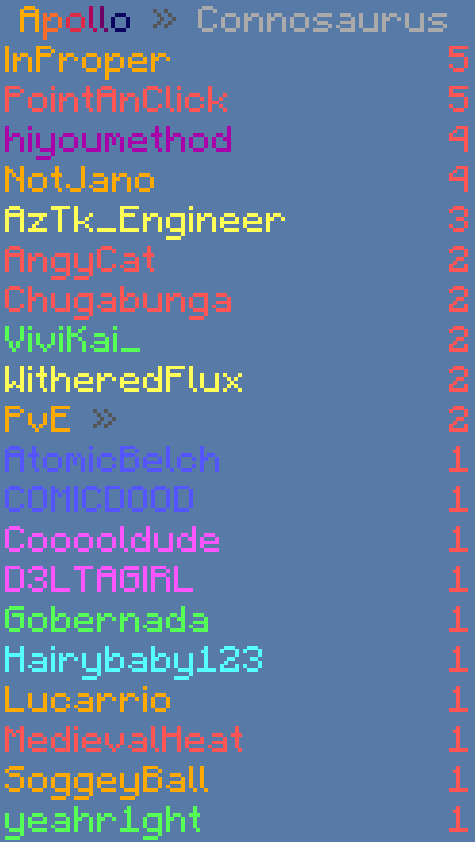 Apollo » Connosaurus
InProper 5
PointAnClick 5
hiyoumethod 4
NotJano 4
AzTk_Engineer 3
AngyCat 2
Chugabunga 2
ViviKai_ 2
WitheredFlux 2
PvE » 2
AtomicBelch 1
COMICDOOD 1
Cooooldude 1
D3LTAGIRL 1
Gobernada 1
Hairybaby123 1
Lucarrio 1
MedievalHeat 1
SoggeyBall 1
yeahr1ght 1